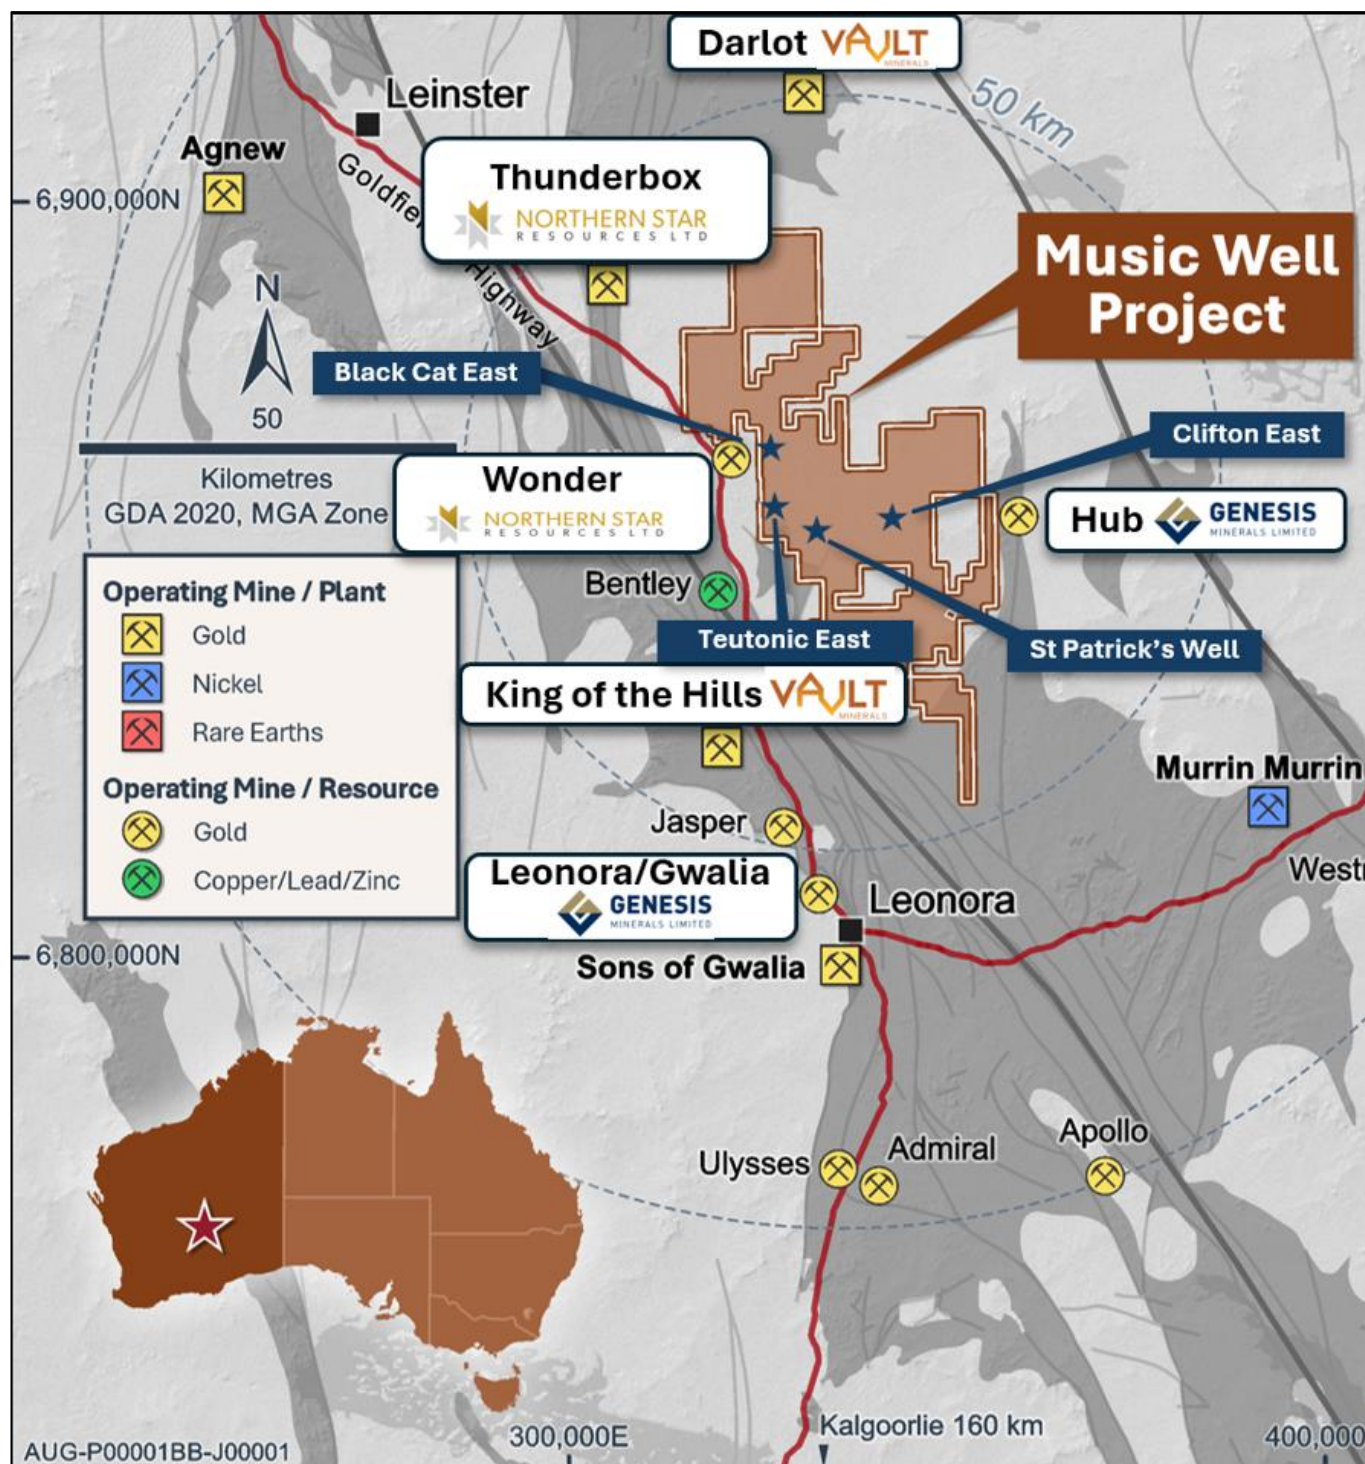 Darlot VAULT
MINERALS
50 km
Leinster
Agnew
Goldfie
Highway
6,900,000N
Thunderbox
NORTHERN STAR
RESOURCES LTD
Music Well
Project
N
Black Cat East
50
Kilometres
GDA 2020, MGA Zone
Clifton East
Wonder
NORTHERN STAR
RESOURCES LTD
Hub GENESIS
MINERALS LIMITED
Bentley
Teutonic East
St Patrick's Well
Operating Mine / Plant
Gold
Nickel
Rare Earths
Operating Mine / Resource
Gold
Copper/Lead/Zinc
King of the Hills VAULT
MINERALS
Murrin Murrin
Jasper
Leonora/Gwalia
GENESIS
MINERALS LIMITED
Westr
Leonora
6,800,000N
Sons of Gwalia
Ulysses
Admiral
Apollo
AUG-P00001BB-J00001
300,000E
Kalgoorlie 160 km
400,000